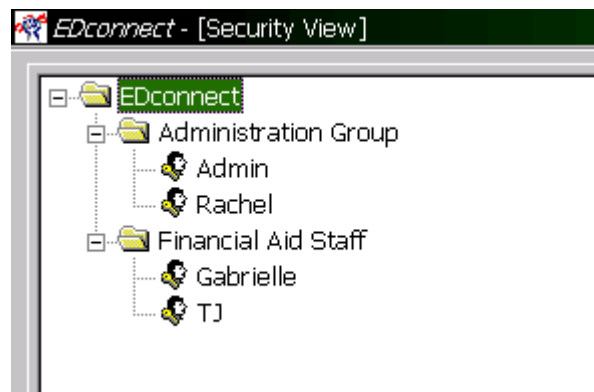 EDconnect - [Security View]
EDconnect
Administration Group
Admin
Rachel
Financial Aid Staff
Gabrielle
TJ